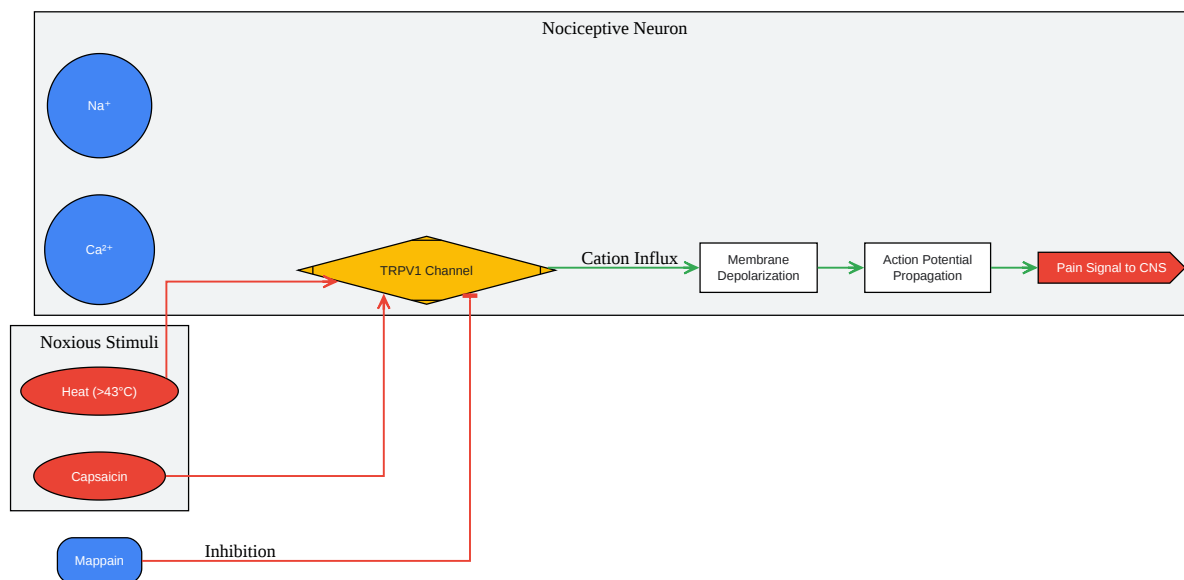 Nociceptive Neuron
Na⁺
Ca²⁺
TRPV1 Channel
Cation Influx
Membrane
Depolarization
Action Potential
Propagation
Pain Signal to CNS
Noxious Stimuli
Heat (>43°C)
Capsaicin
Mappain
Inhibition